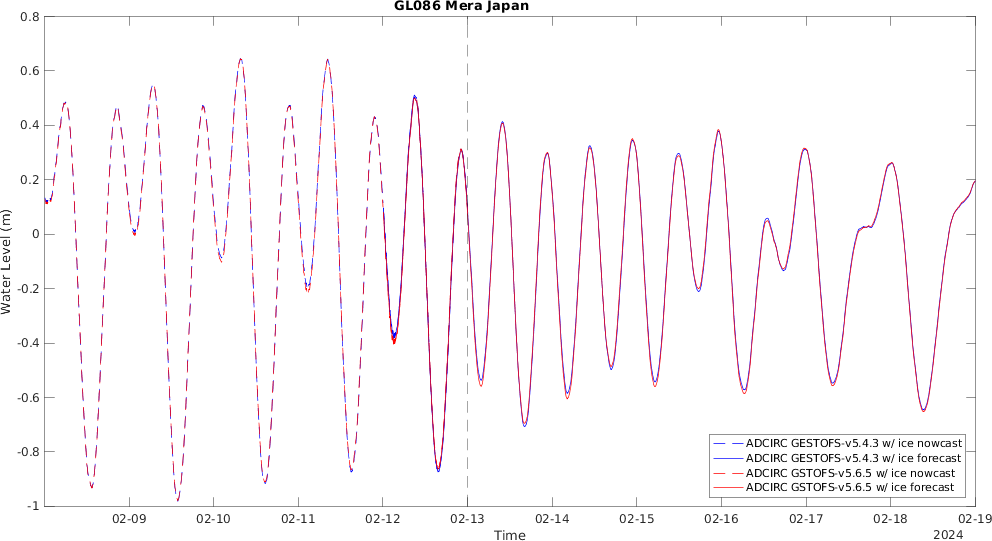 GL086 Mera Japan
0.8
0.6
0.4
0.2
0
-0.2
-0.4
-0.6
-0.8
-1
Water Level (m)
ADCIRC GESTOFS-v5.4.3 w/ ice nowcast
ADCIRC GESTOFS-v5.4.3 w/ ice forecast
ADCIRC GSTOFS-v5.6.5 w/ ice nowcast
ADCIRC GSTOFS-v5.6.5 w/ ice forecast
02-09 02-10 02-11 02-12 02-13 02-14 02-15 02-16 02-17 02-18 02-19
Time
2024